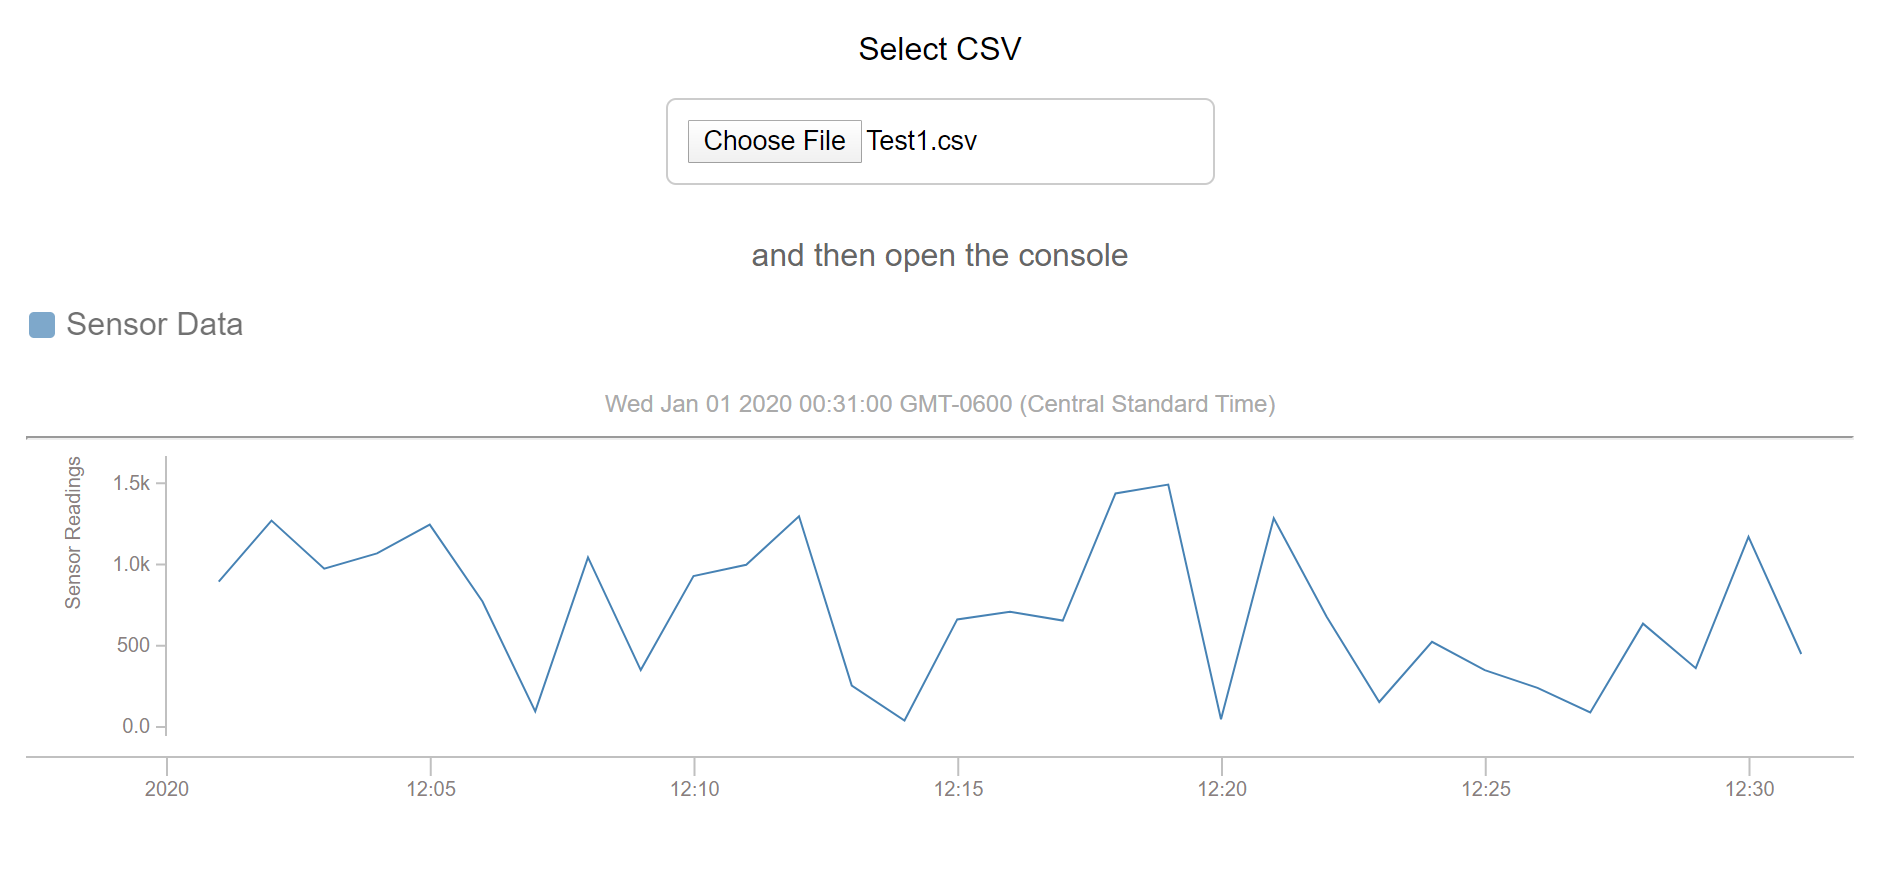 Select CSV
Choose File Test1.csv
and then open the console
Sensor Data
Wed Jan 01 2020 00:31:00 GMT-0600 (Central Standard Time)
Sensor Readings
1.5k
1.0k
500
0.0
2020 12:05 12:10 12:15 12:20 12:25 12:30